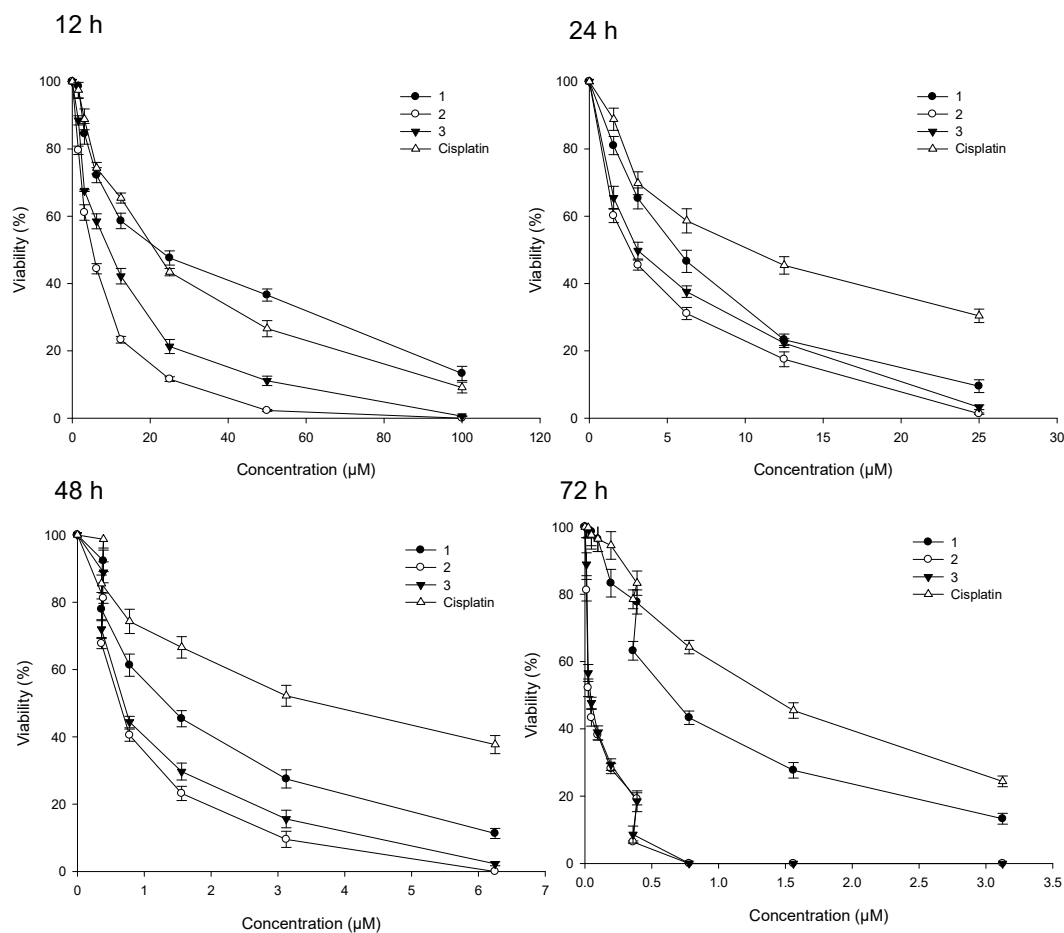 12 h
Viability (%)
100
80
60
40
20
0
1
2
3
Cisplatin
0 20 40 60 80 100 120
Concentration (µM)
24 h
Viability (%)
100
80
60
40
20
0
1
2
3
Cisplatin
0 5 10 15 20 25 30
Concentration (µM)
48 h
Viability (%)
100
80
60
40
20
0
1
2
3
Cisplatin
0 1 2 3 4 5 6 7
Concentration (µM)
72 h
Viability (%)
100
80
60
40
20
0
1
2
3
Cisplatin
0.0 0.5 1.0 1.5 2.0 2.5 3.0 3.5
Concentration (µM)